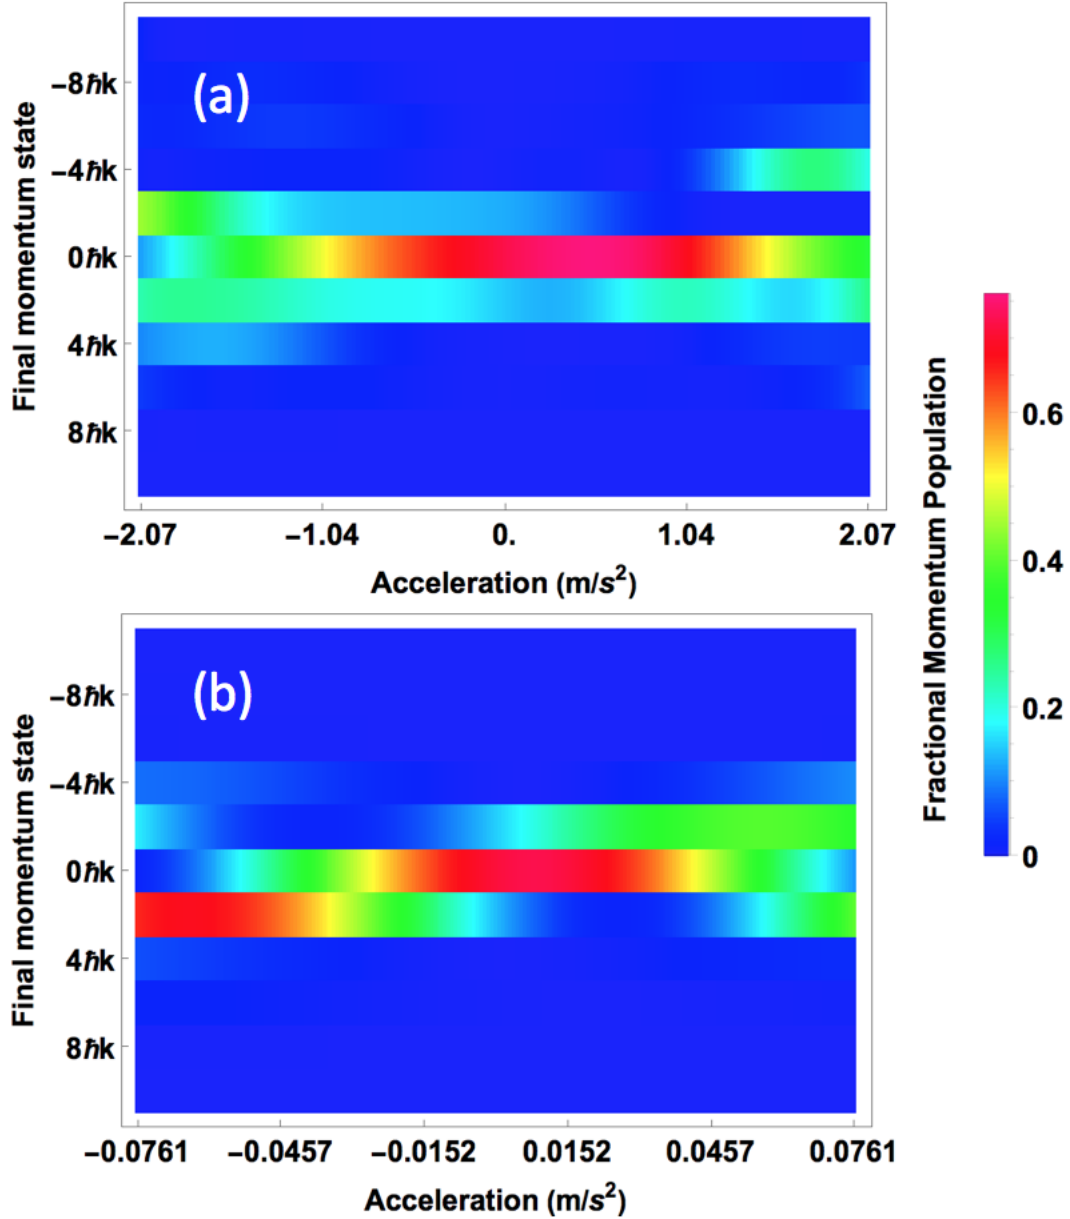 (a)
Final momentum state
−8ℏk
−4ℏk
0ℏk
4ℏk
8ℏk
−2.07 −1.04 0. 1.04 2.07
Acceleration (m/s²)
(b)
Final momentum state
−8ℏk
−4ℏk
0ℏk
4ℏk
8ℏk
−0.0761 −0.0457 −0.0152 0.0152 0.0457 0.0761
Acceleration (m/s²)
Fractional Momentum Population
0.6
0.4
0.2
0